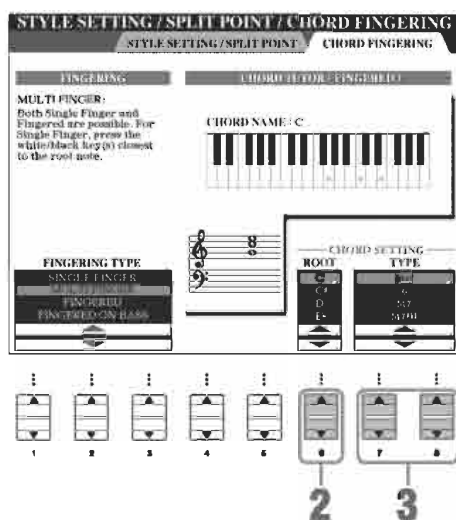 STYLE SETTING / SPLIT POINT / CHORD FINGERING
STYLE SETTING / SPLIT POINT
CHORD FINGERING
FINGERING
CHORD TUTOR / FINGERED
MULTI FINGER:
Both Single Finger and
Fingered are possible. For
Single Finger, press the
white/black key(s) closest
to the root note.
CHORD NAME : C
CHORD SETTING
FINGERING TYPE
ROOT
TYPE
SINGLE FINGER
FINGERED
FINGERED ON BASS
C
C#
D
E♭
6
M7
1
2
3
4
5
6
7
8
2
3